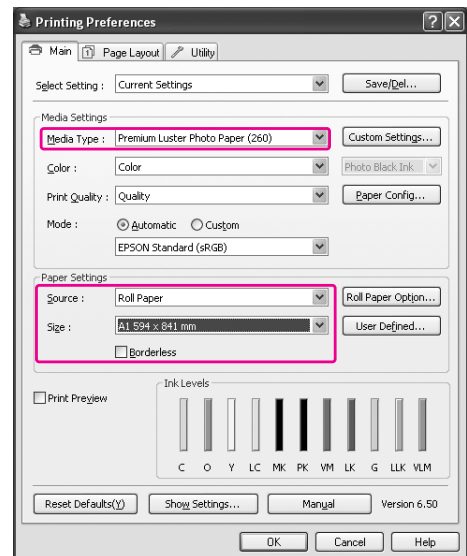 Printing Preferences
Main Page Layout Utility
Select Setting : Current Settings Save/Del...
Media Settings
Media Type : Premium Luster Photo Paper (260) Custom Settings...
Color : Color Photo Black Ink
Print Quality : Quality Paper Config...
Mode : Automatic Custom
EPSON Standard (sRGB)
Paper Settings
Source : Roll Paper Roll Paper Option...
Size : A1 594 x 841 mm User Defined...
Borderless
Print Preview Ink Levels
C O Y LC MK PK VM LK G LLK VLM
Reset Defaults(Y) Show Settings... Manual Version 6.50
OK Cancel Help